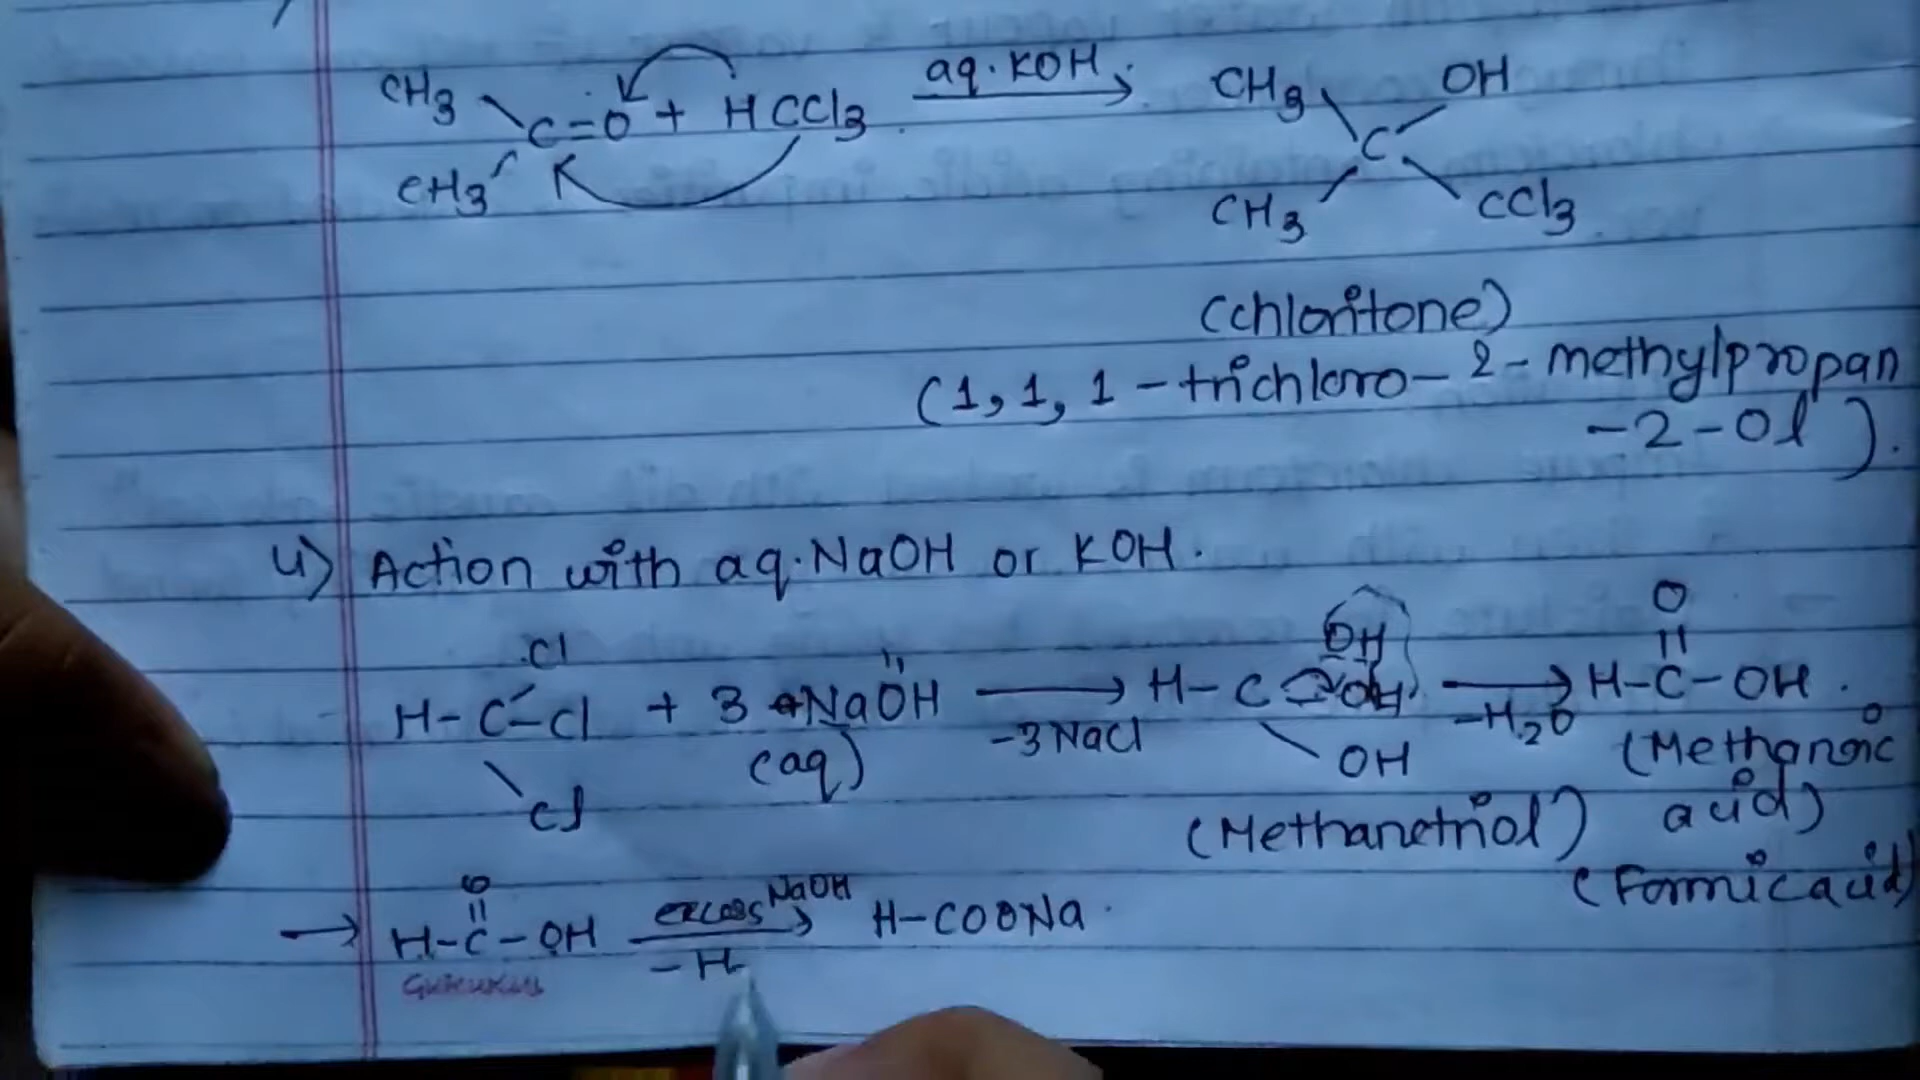 CH3 C=O + HCCl3 aq. KOH → CH3 OH
CH3 C
CH3 CCl3
(chloritone)
(1, 1, 1 - trichloro - 2 - methylpropan
-2-Ol).
4) Action with aq. NaOH or KOH.
Cl OH O
H-C-Cl + 3 NaOH → H-C OH → H-C-OH.
(aq) -3NaCl OH -H2O (Methanoic
Cl (Methanetriol) acid)
(Formic acid)
O
→ H-C-OH excess NaOH → H-COONa.
-H